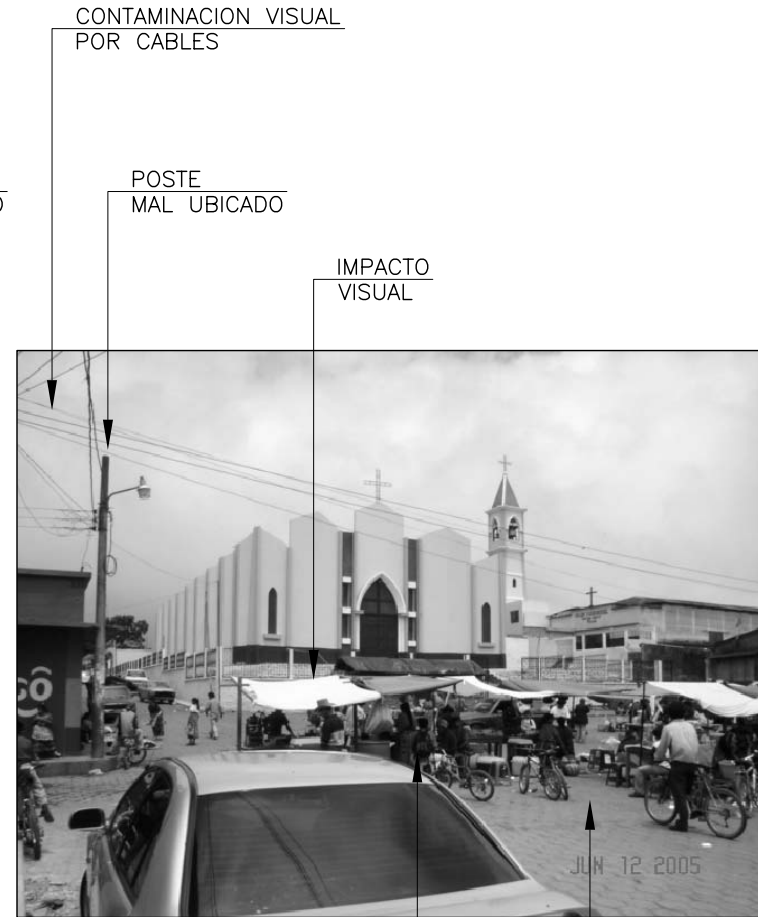 CONTAMINACION VISUAL
POR CABLES
POSTE
MAL UBICADO
IMPACTO
VISUAL
JUN 12 2005